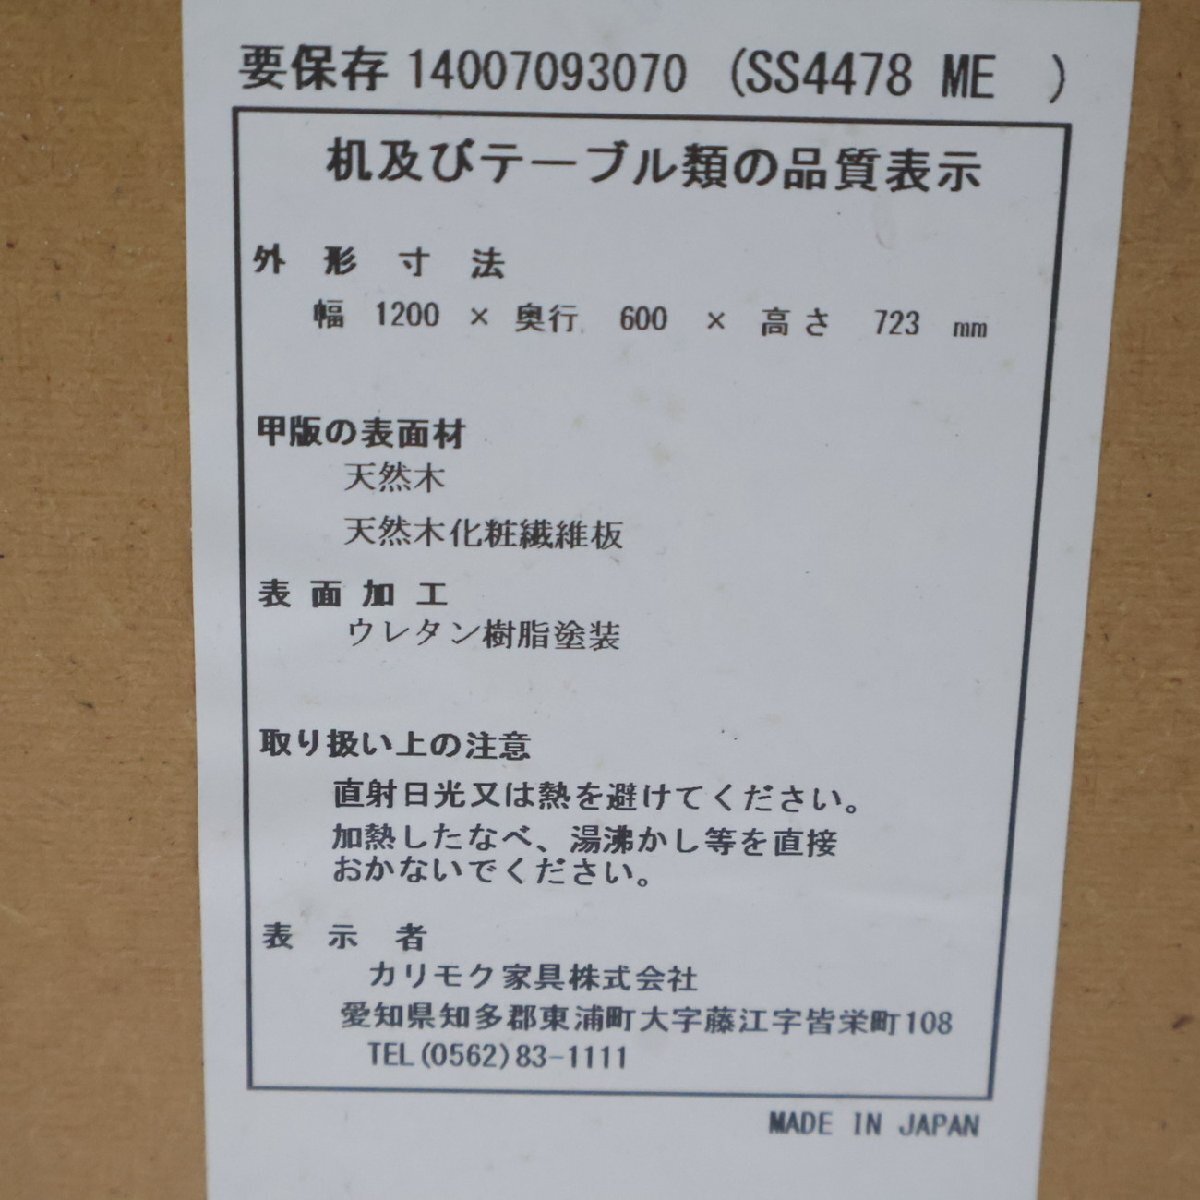 要保存 14007093070 (SS4478 ME )
机及びテーブル類の品質表示
外形寸法
幅 1200 × 奥行 600 × 高さ 723 mm
甲版の表面材
天然木
天然木化粧繊維板
表面加工
ウレタン樹脂塗装
取り扱い上の注意
直射日光又は熱を避けてください。
加熱したなべ、湯沸かし等を直接
おかないでください。
表示者
カリモク家具株式会社
愛知県知多郡東浦町大字藤江字皆栄町108
TEL(0562)83-1111
MADE IN JAPAN